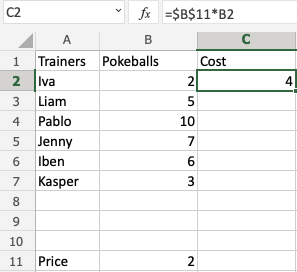 C2 fx =$B$11*B2
A B C
1 Trainers Pokeballs Cost
2 Iva 2 4
3 Liam 5
4 Pablo 10
5 Jenny 7
6 Iben 6
7 Kasper 3
8
9
10
11 Price 2